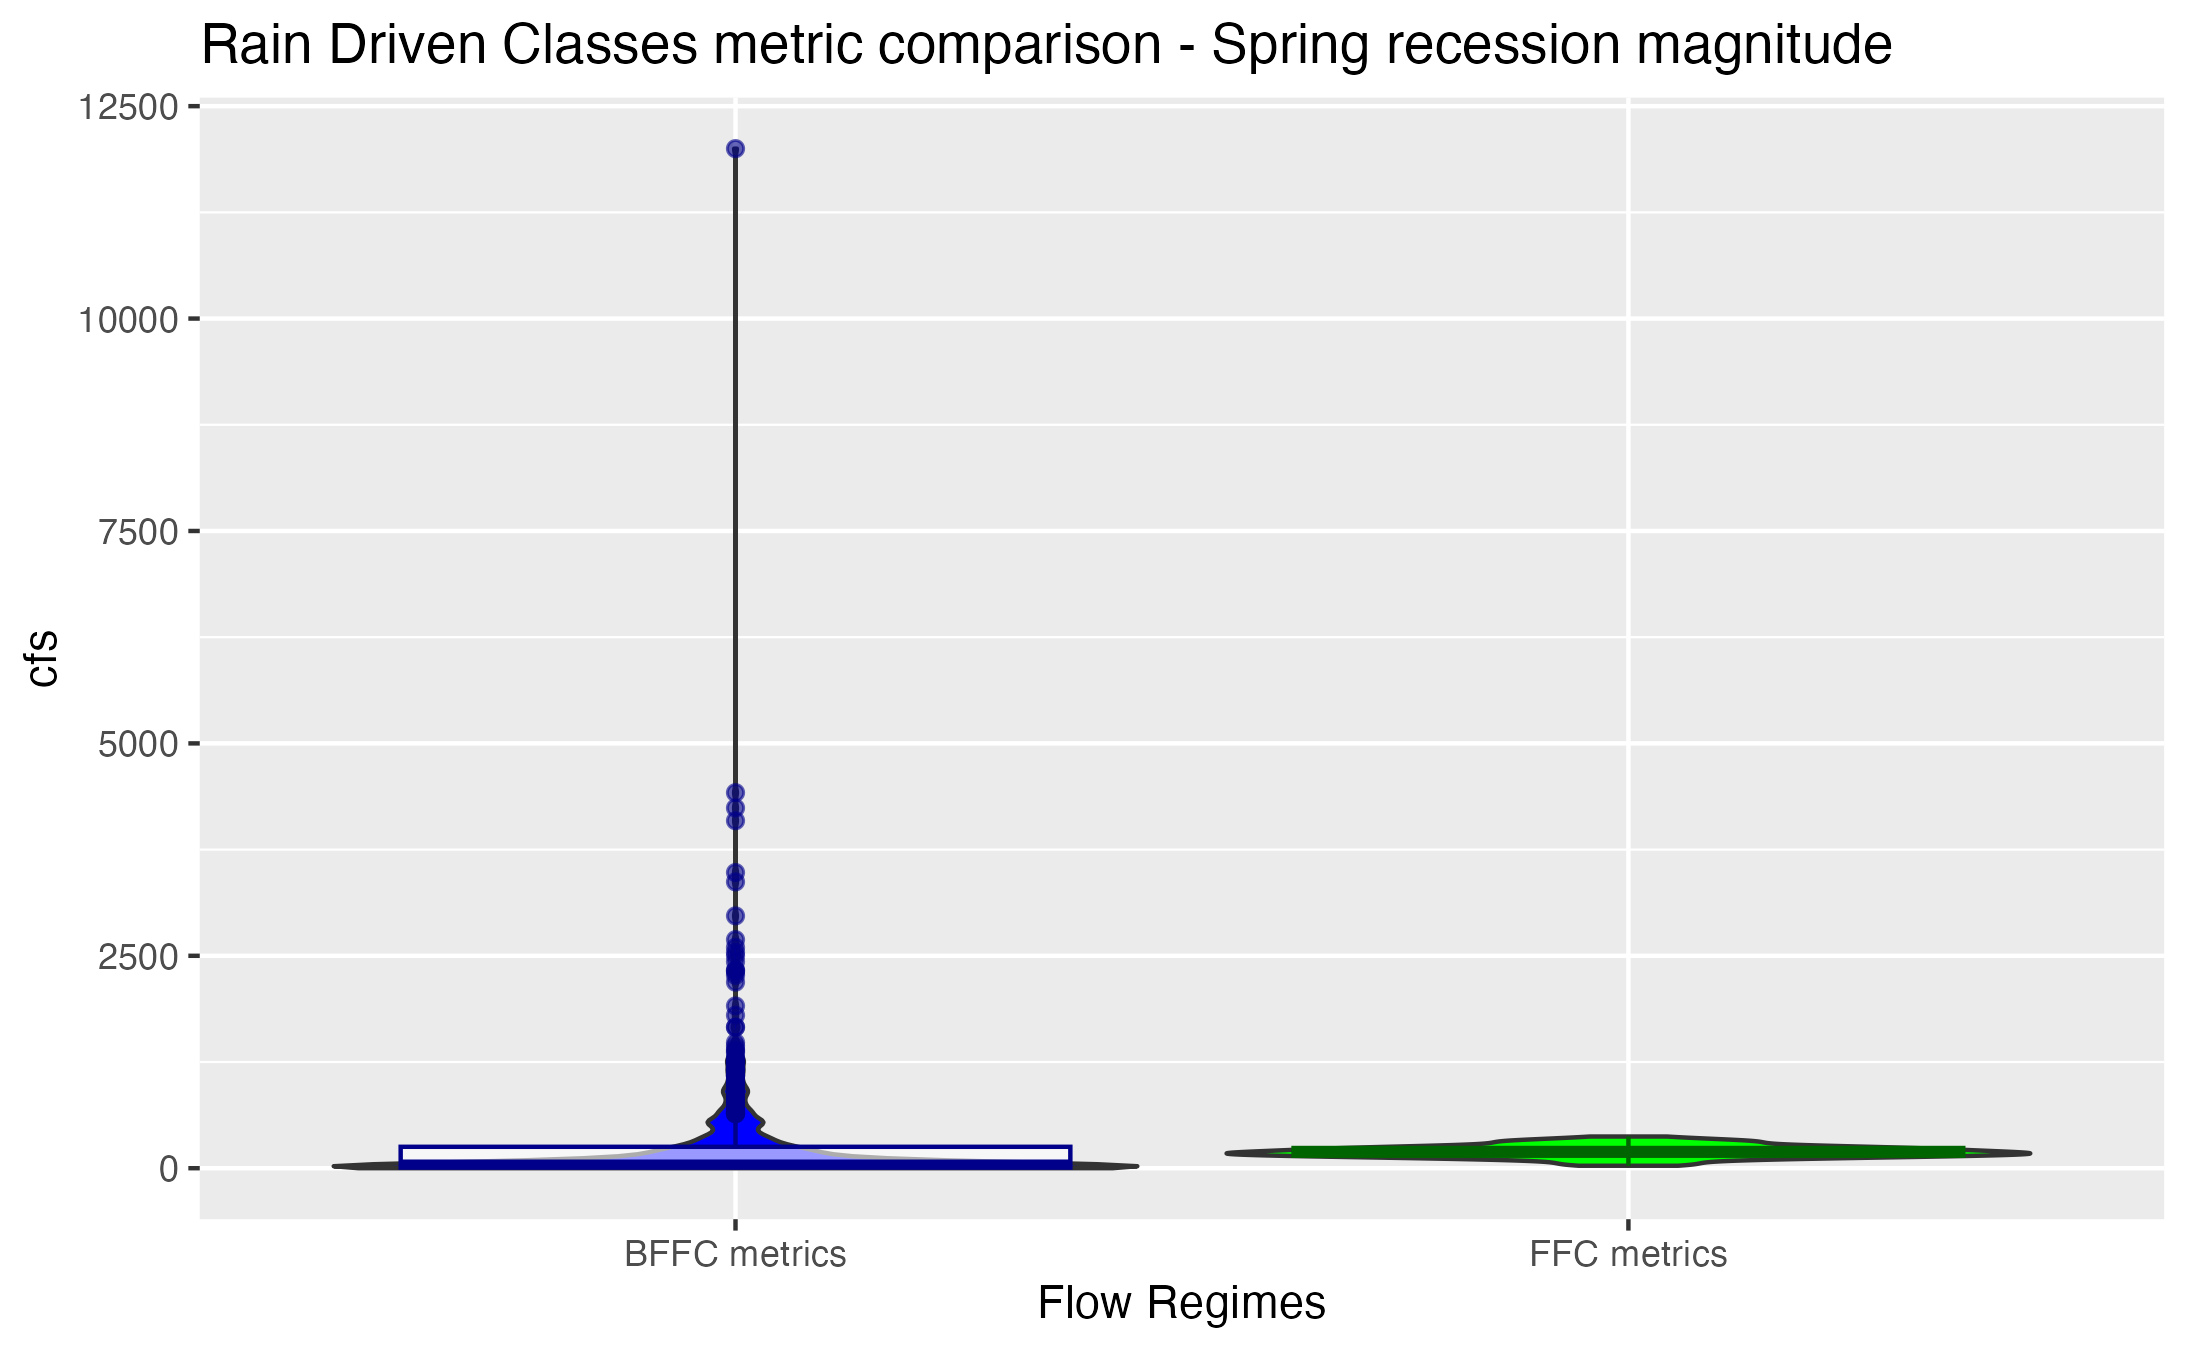 Rain Driven Classes metric comparison - Spring recession magnitude
12500
10000
7500
5000
2500
0
cfs
BFFC metrics
FFC metrics
Flow Regimes